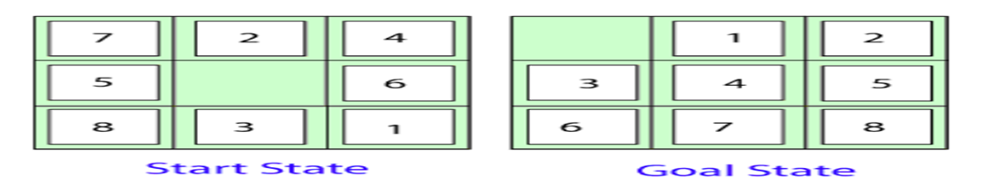 7 2 4 1 2
5 6 3 4 5
8 3 1 6 7 8
Start State Goal State